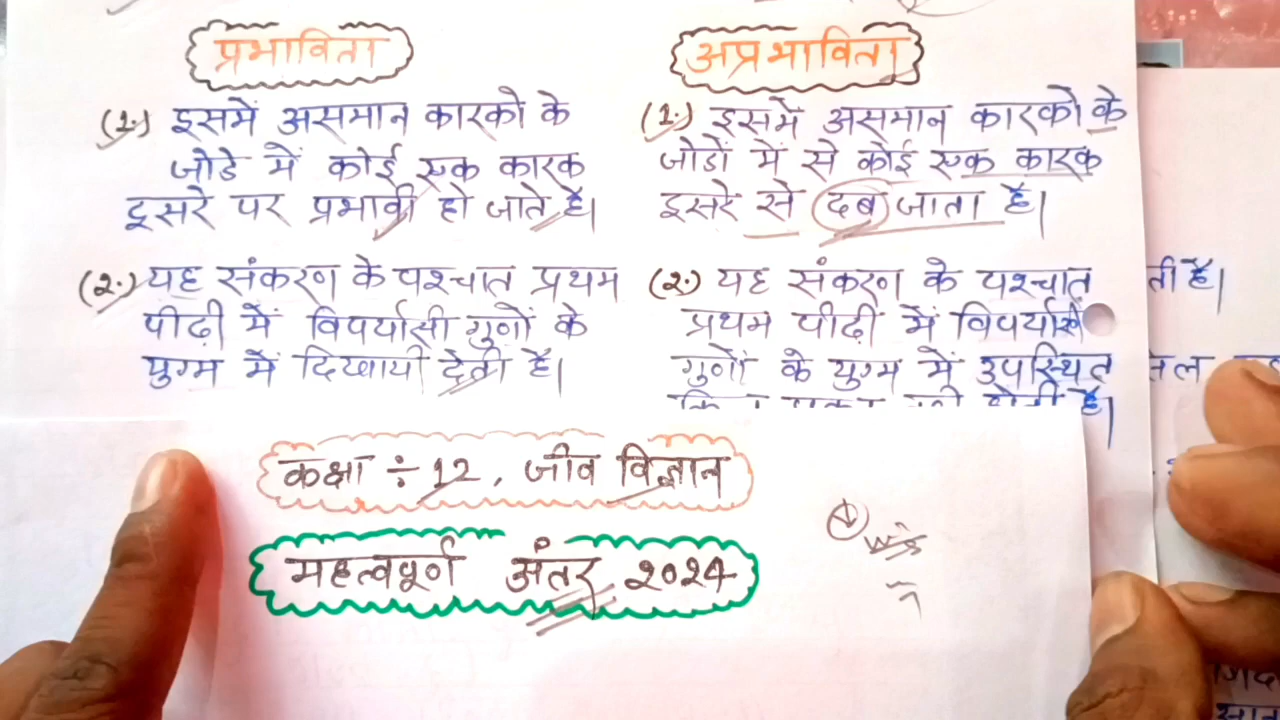 प्रभाविता
(1.) इसमें असमान कारको के
जोडे में कोई एक कारक
दूसरे पर प्रभावी हो जाते है।
(2.) यह संकरण के पश्चात प्रथम
पीढ़ी में विपर्यासी गुणों के
युग्म में दिखायी देती है।
अप्रभाविता
(1.) इसमें असमान कारको के
जोडों में से कोई एक कारक
दूसरे से दब जाता है।
(2.) यह संकरण के पश्चात
प्रथम पीढ़ी में विपर्यासी
गुणों के युग्म में उपस्थित
है।
ती है।
कक्षा ÷ 12, जीव विज्ञान
महत्वपूर्ण अंतर 2024